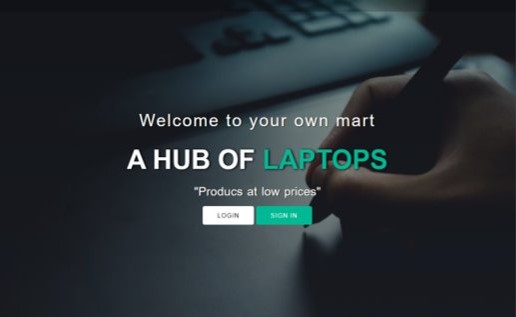 Welcome to your own mart
A HUB OF LAPTOPS
"Producs at low prices"
LOGIN SIGN IN